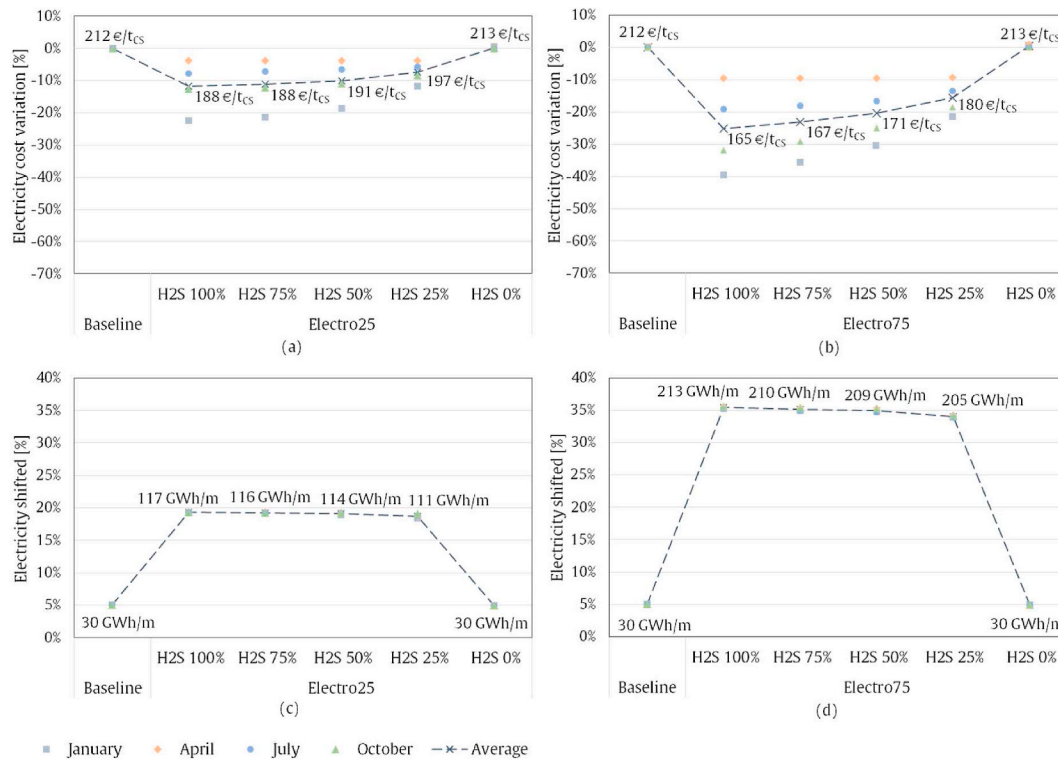 10%
0%
-10%
-20%
-30%
-40%
-50%
-60%
-70%
Electricity cost variation [%]
212 €/tCS
188 €/tCS
188 €/tCS
191 €/tCS
197 €/tCS
213 €/tCS
H2S 100% H2S 75% H2S 50% H2S 25% H2S 0%
Baseline Electro25
(a)
10%
0%
-10%
-20%
-30%
-40%
-50%
-60%
-70%
Electricity cost variation [%]
212 €/tCS
165 €/tCS
167 €/tCS
171 €/tCS
180 €/tCS
213 €/tCS
H2S 100% H2S 75% H2S 50% H2S 25% H2S 0%
Baseline Electro75
(b)
40%
35%
30%
25%
20%
15%
10%
5%
0%
Electricity shifted [%]
30 GWh/m
117 GWh/m
116 GWh/m
114 GWh/m
111 GWh/m
30 GWh/m
H2S 100% H2S 75% H2S 50% H2S 25% H2S 0%
Baseline Electro25
(c)
40%
35%
30%
25%
20%
15%
10%
5%
0%
Electricity shifted [%]
30 GWh/m
213 GWh/m
210 GWh/m
209 GWh/m
205 GWh/m
30 GWh/m
H2S 100% H2S 75% H2S 50% H2S 25% H2S 0%
Baseline Electro75
(d)
January April July October Average